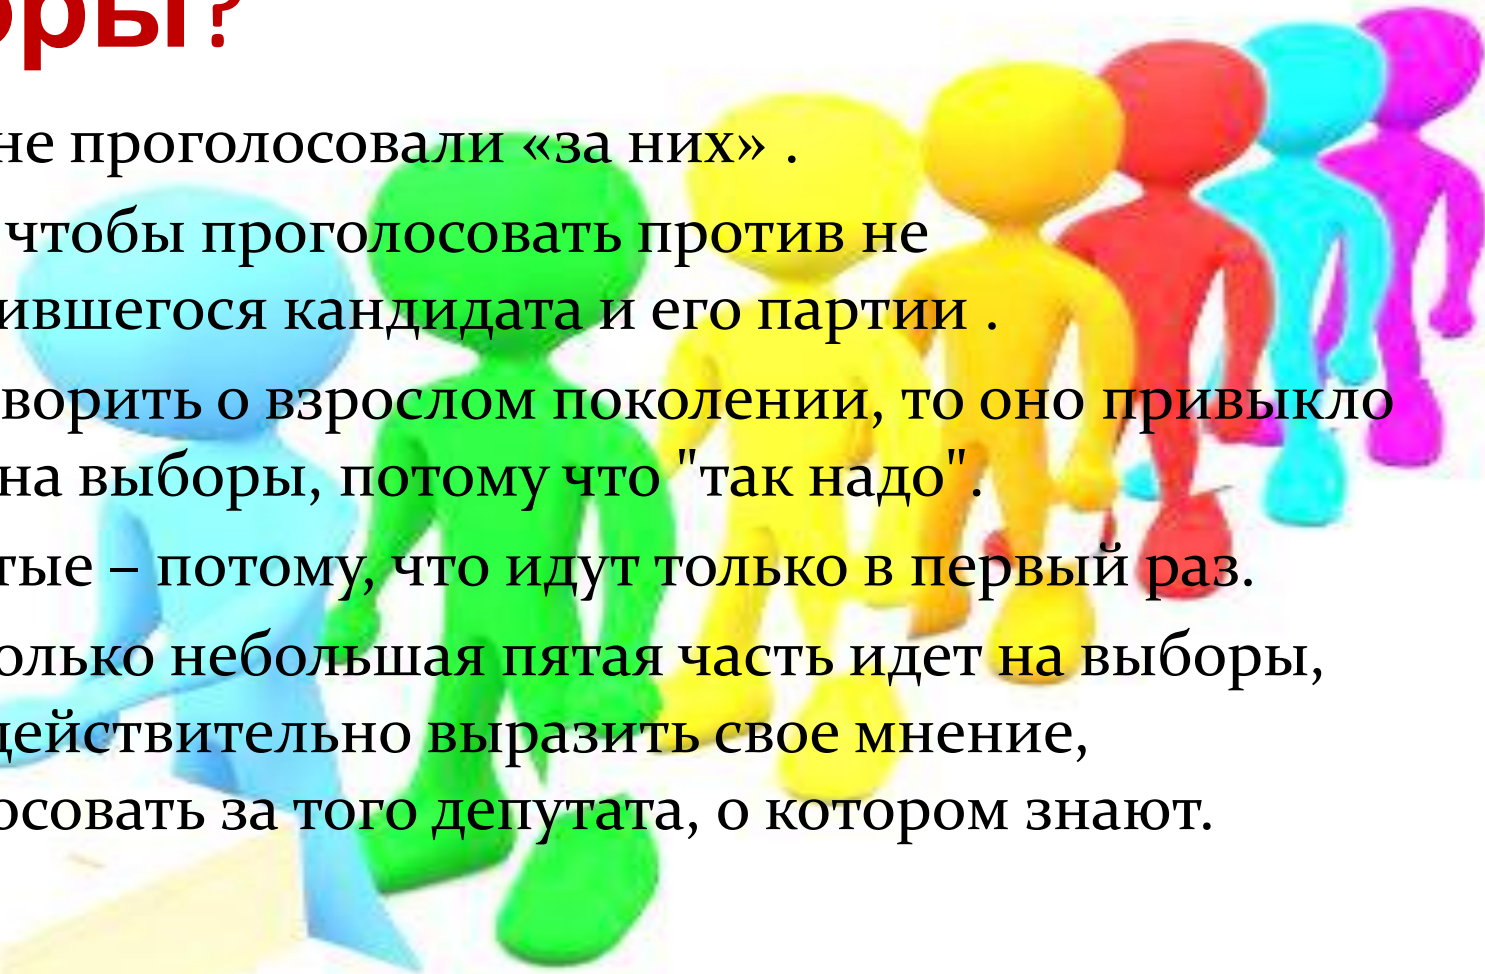 оры?
не проголосовали «за них» .
чтобы проголосовать против не
ившегося кандидата и его партии .
ворить о взрослом поколении, то оно привыкло
на выборы, потому что "так надо".
тые – потому, что идут только в первый раз.
олько небольшая пятая часть идет на выборы,
действительно выразить свое мнение,
осовать за того депутата, о котором знают.